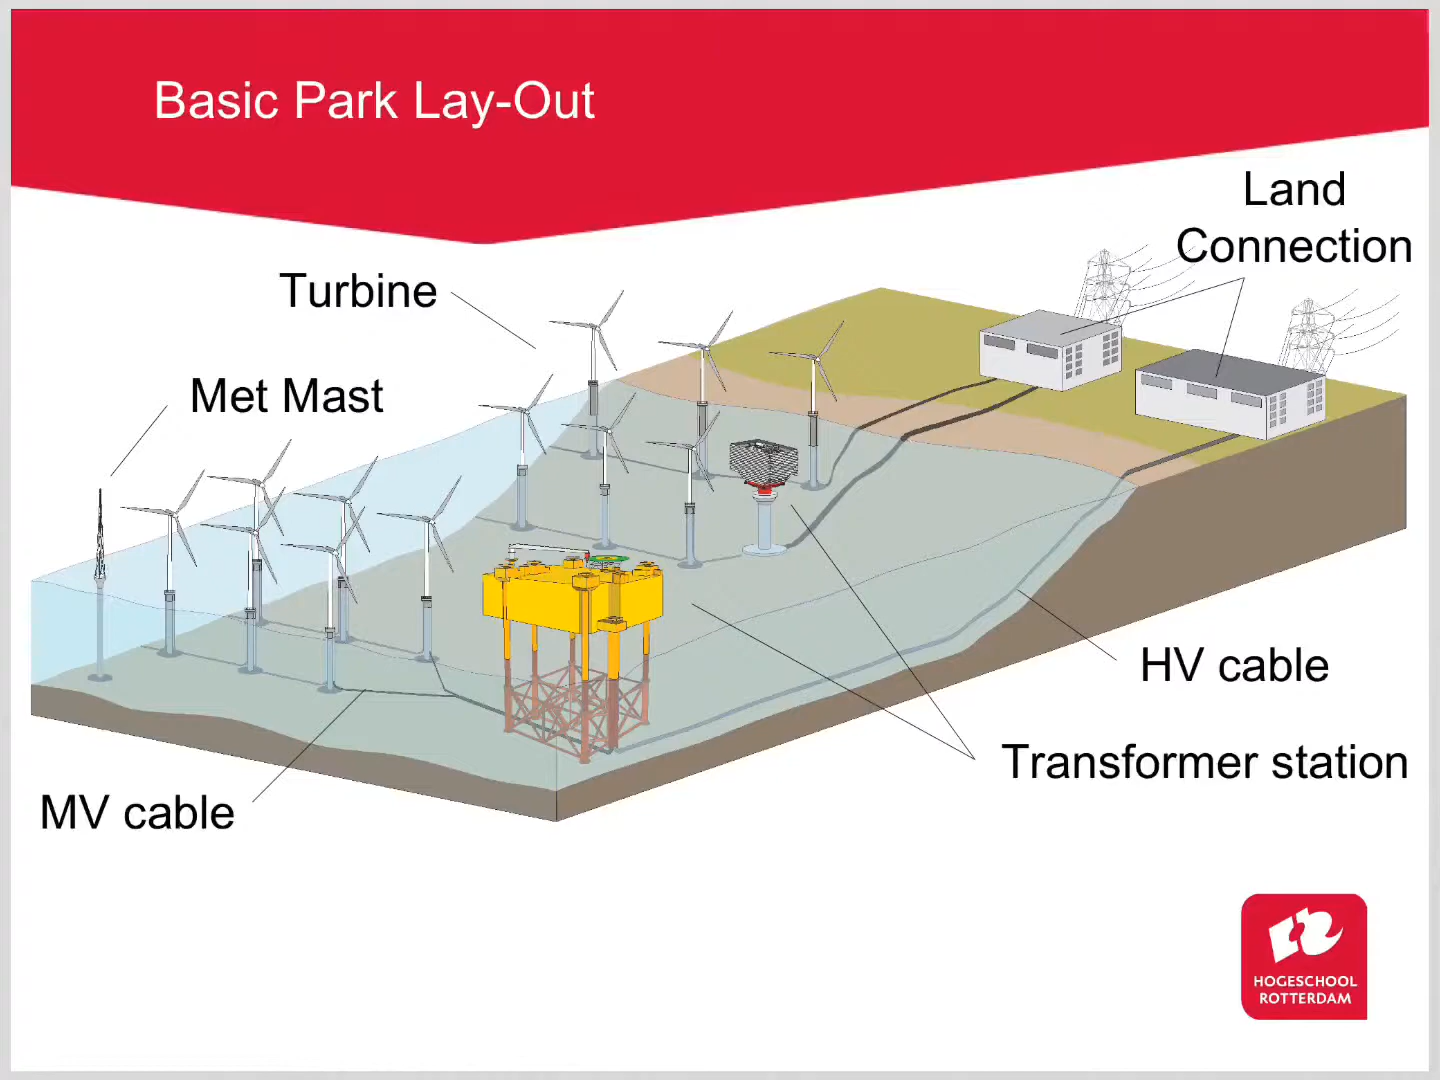 Basic Park Lay-Out
Land
Connection
Turbine
Met Mast
HV cable
Transformer station
MV cable
HOGESCHOOL
ROTTERDAM